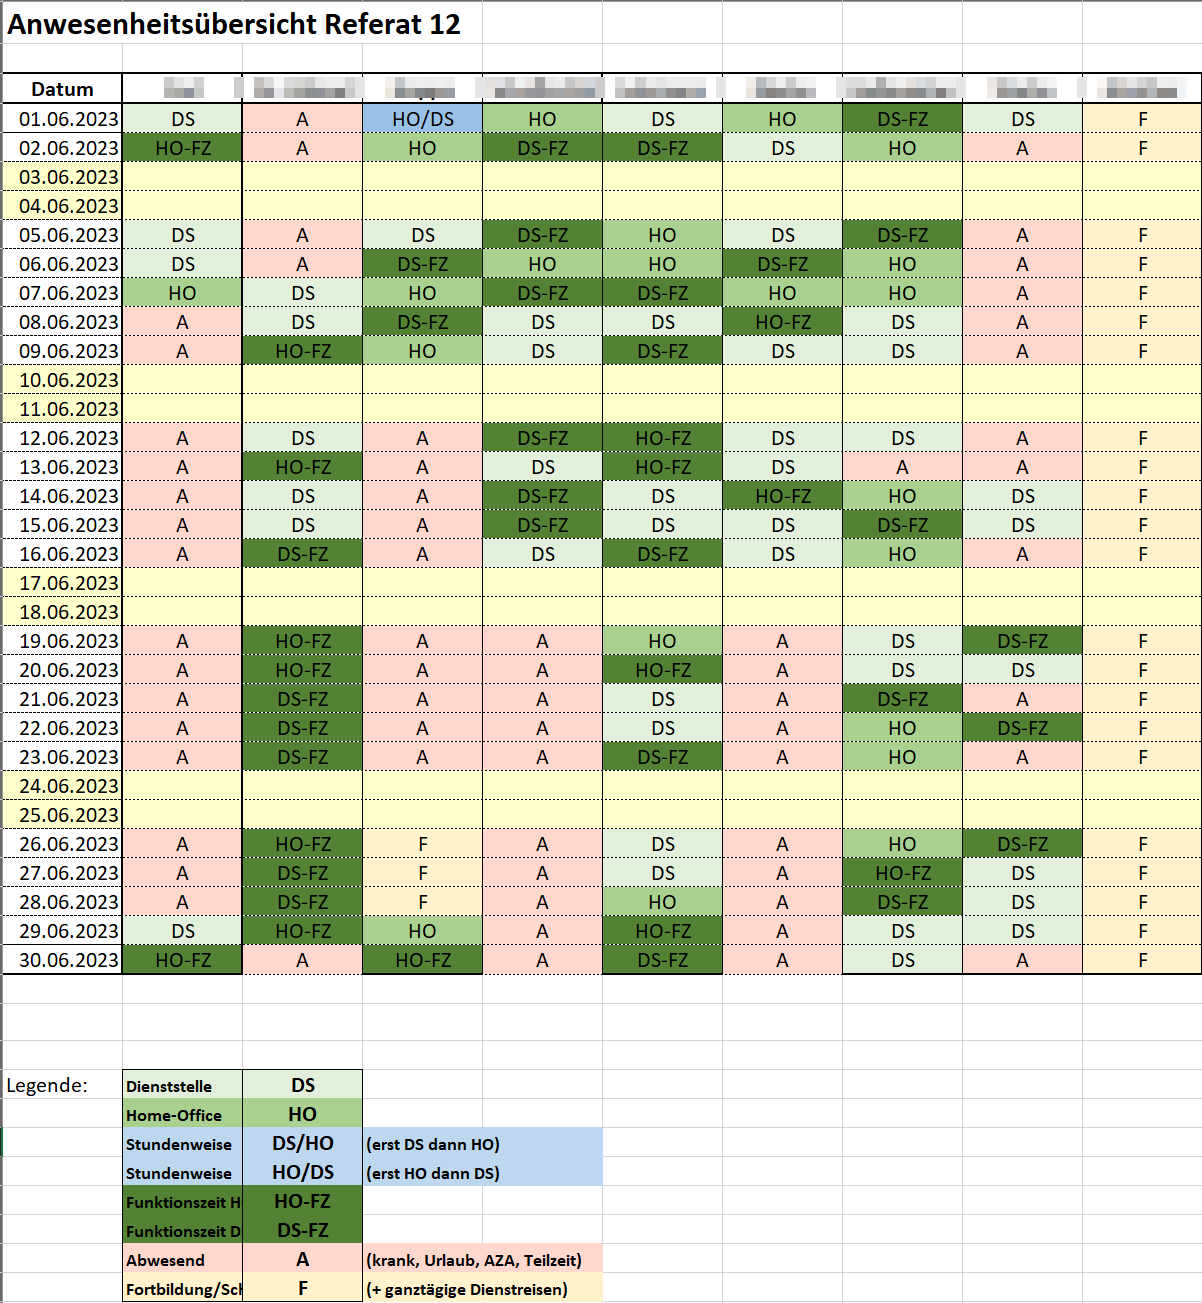 Anwesenheitsübersicht Referat 12
Datum
01.06.2023 DS A HO/DS HO DS HO DS-FZ DS F
02.06.2023 HO-FZ A HO DS-FZ DS-FZ DS HO A F
03.06.2023
04.06.2023
05.06.2023 DS A DS DS-FZ HO DS DS-FZ A F
06.06.2023 DS A DS-FZ HO HO DS-FZ HO A F
07.06.2023 HO DS HO DS-FZ DS-FZ HO HO A F
08.06.2023 A DS DS-FZ DS DS HO-FZ DS A F
09.06.2023 A HO-FZ HO DS DS-FZ DS DS A F
10.06.2023
11.06.2023
12.06.2023 A DS A DS-FZ HO-FZ DS DS A F
13.06.2023 A HO-FZ A DS HO-FZ DS A A F
14.06.2023 A DS A DS-FZ DS HO-FZ HO DS F
15.06.2023 A DS A DS-FZ DS DS DS-FZ DS F
16.06.2023 A DS-FZ A DS DS-FZ DS HO A F
17.06.2023
18.06.2023
19.06.2023 A HO-FZ A A HO A DS DS-FZ F
20.06.2023 A HO-FZ A A HO-FZ A DS DS F
21.06.2023 A DS-FZ A A DS A DS-FZ A F
22.06.2023 A DS-FZ A A DS A HO DS-FZ F
23.06.2023 A DS-FZ A A DS-FZ A HO A F
24.06.2023
25.06.2023
26.06.2023 A HO-FZ F A DS A HO DS-FZ F
27.06.2023 A DS-FZ F A DS A HO-FZ DS F
28.06.2023 A DS-FZ F A HO A DS-FZ DS F
29.06.2023 DS HO-FZ HO A HO-FZ A DS DS F
30.06.2023 HO-FZ A HO-FZ A DS-FZ A DS A F
Legende: Dienststelle DS
Home-Office HO
Stundenweise DS/HO (erst DS dann HO)
Stundenweise HO/DS (erst HO dann DS)
Funktionszeit H HO-FZ
Funktionszeit D DS-FZ
Abwesend A (krank, Urlaub, AZA, Teilzeit)
Fortbildung/Sch F (+ ganztägige Dienstreisen)